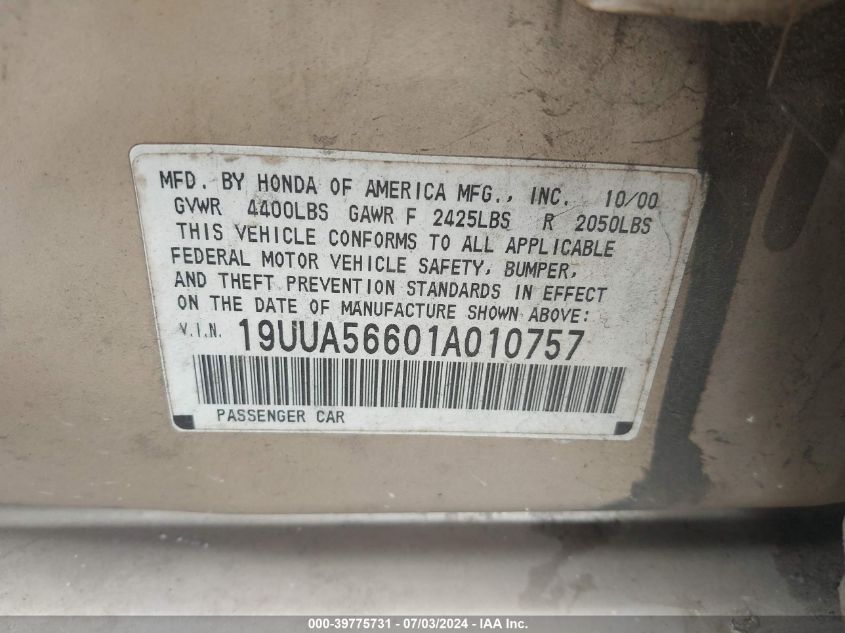 MFD. BY HONDA OF AMERICA MFG., INC. 10/00
GVWR 4400LBS GAWR F 2425LBS R 2050LBS
THIS VEHICLE CONFORMS TO ALL APPLICABLE
FEDERAL MOTOR VEHICLE SAFETY, BUMPER,
AND THEFT PREVENTION STANDARDS IN EFFECT
ON THE DATE OF MANUFACTURE SHOWN ABOVE:
V.I.N. 19UUA56601A010757
PASSENGER CAR
000-39775731 - 07/03/2024 - IAA Inc.